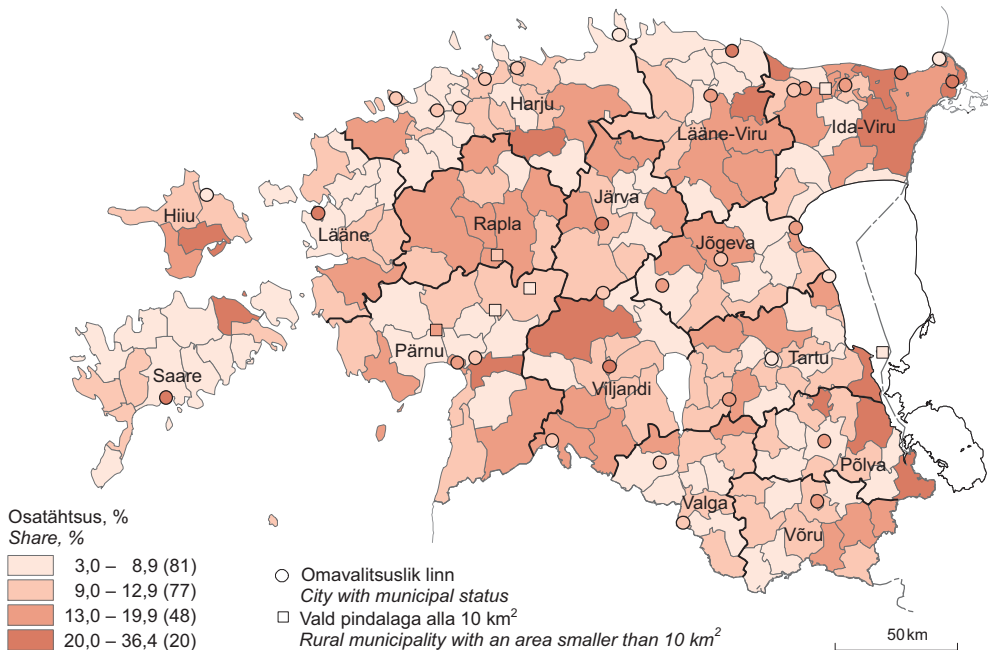 Harju
Lääne-Viru
Ida-Viru
Hiiu
Lääne
Rapla
Järva
Jõgeva
Saare
Pärnu
Viljandi
Tartu
Põlva
Valga
Võru
Osatähtsus, %
Share, %
3,0 – 8,9 (81)
9,0 – 12,9 (77)
13,0 – 19,9 (48)
20,0 – 36,4 (20)
Omavalitsuslik linn
City with municipal status
Vald pindalaga alla 10 km²
Rural municipality with an area smaller than 10 km²
50 km